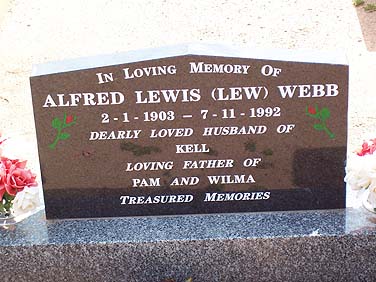 In Loving Memory Of
ALFRED LEWIS (LEW) WEBB
2 - 1 - 1903 – 7 - 11 - 1992
DEARLY LOVED HUSBAND OF
KELL
LOVING FATHER OF
PAM AND WILMA
Treasured Memories